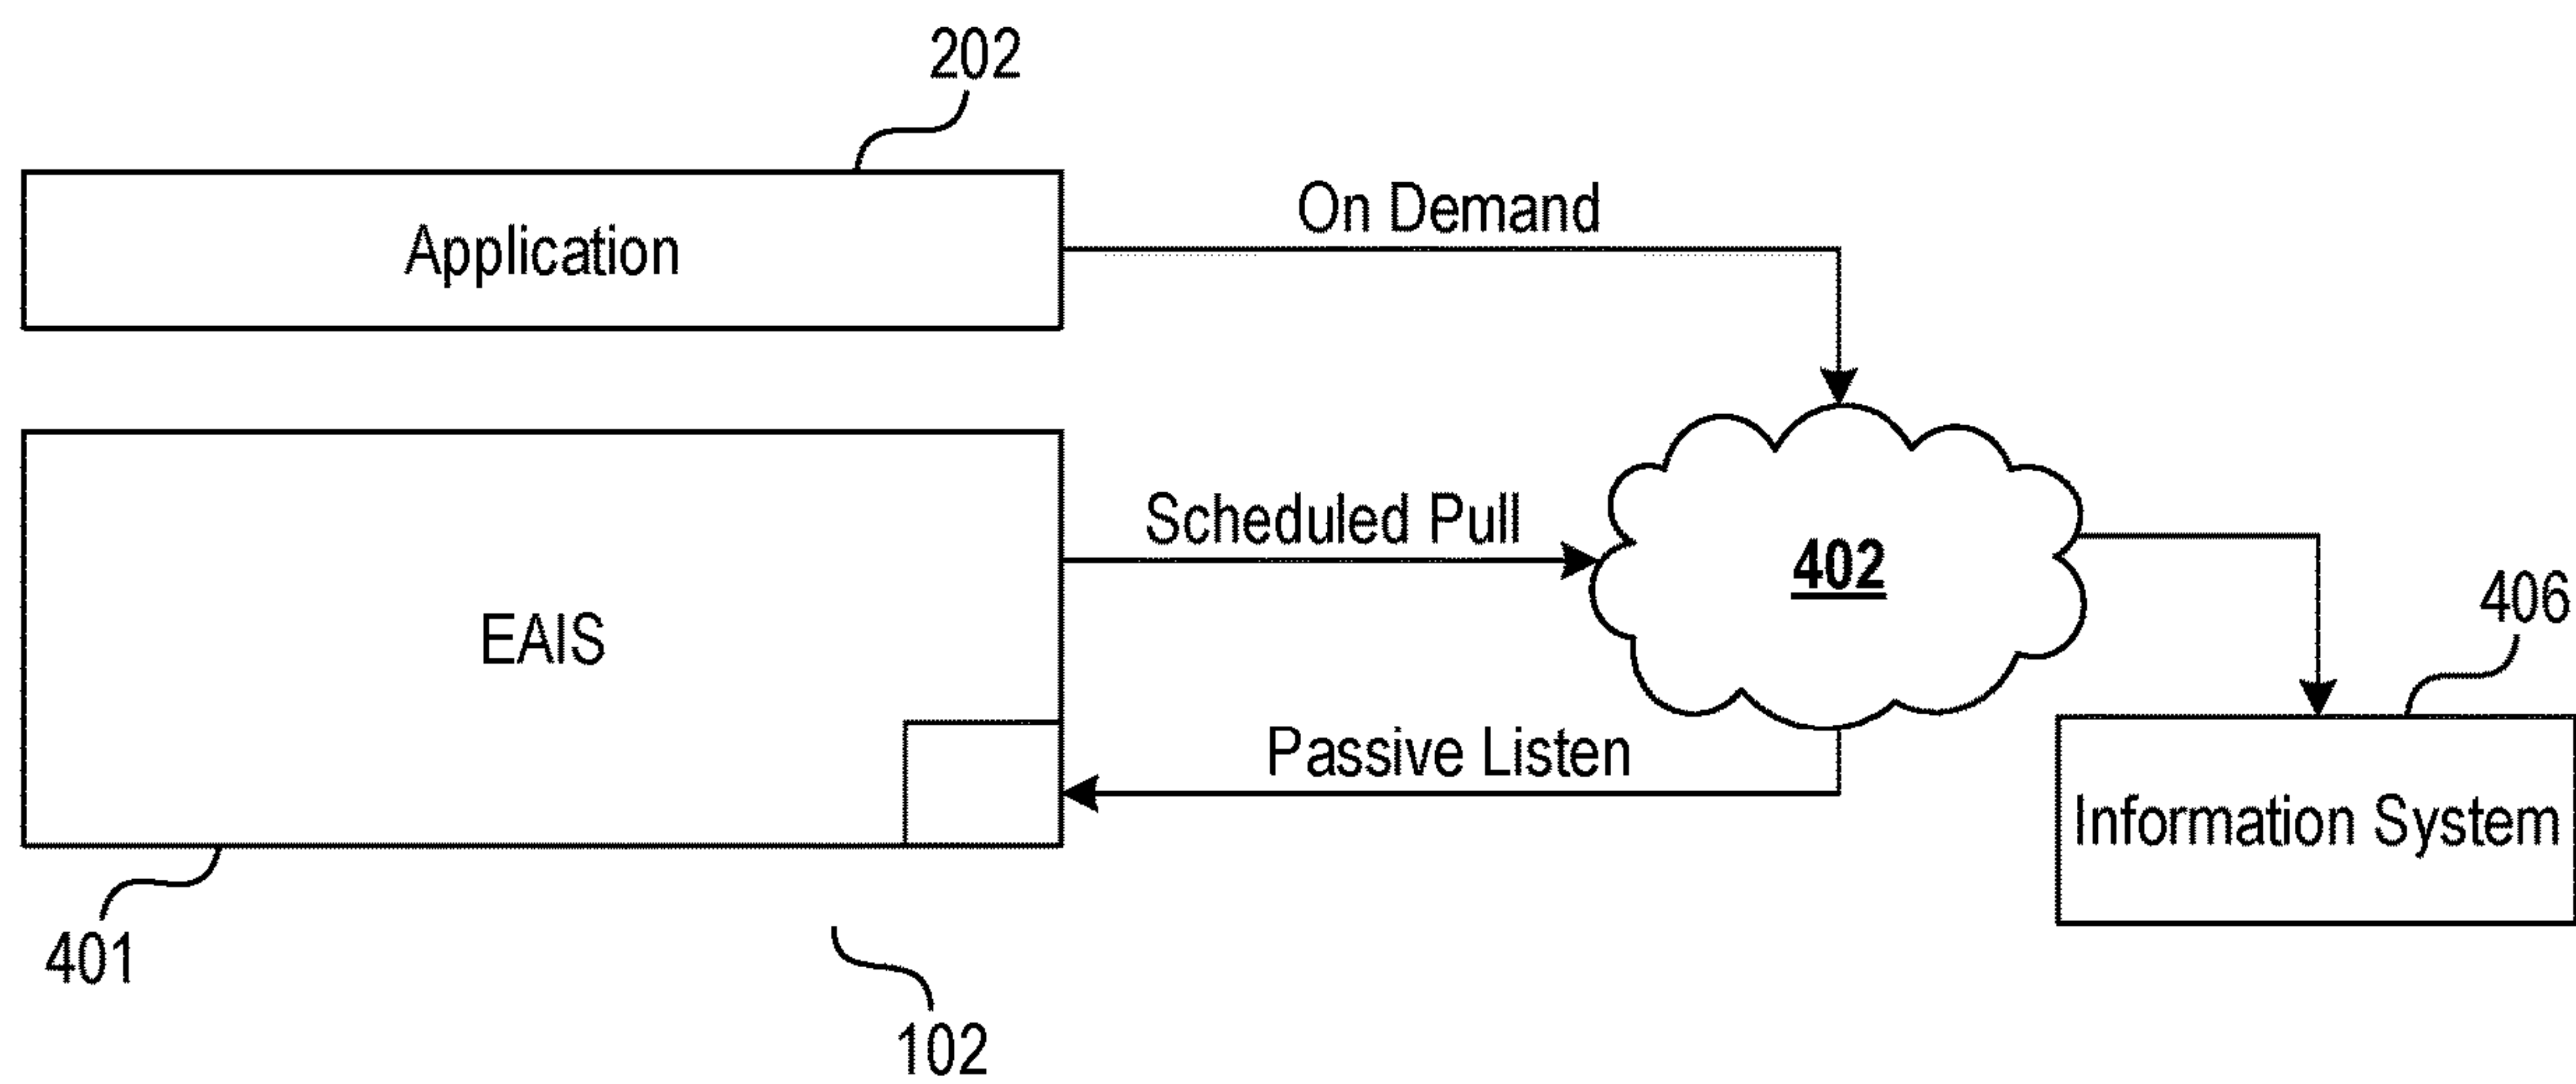 202
Application
On Demand
Scheduled Pull
402
EAIS
406
Passive Listen
Information System
401
102